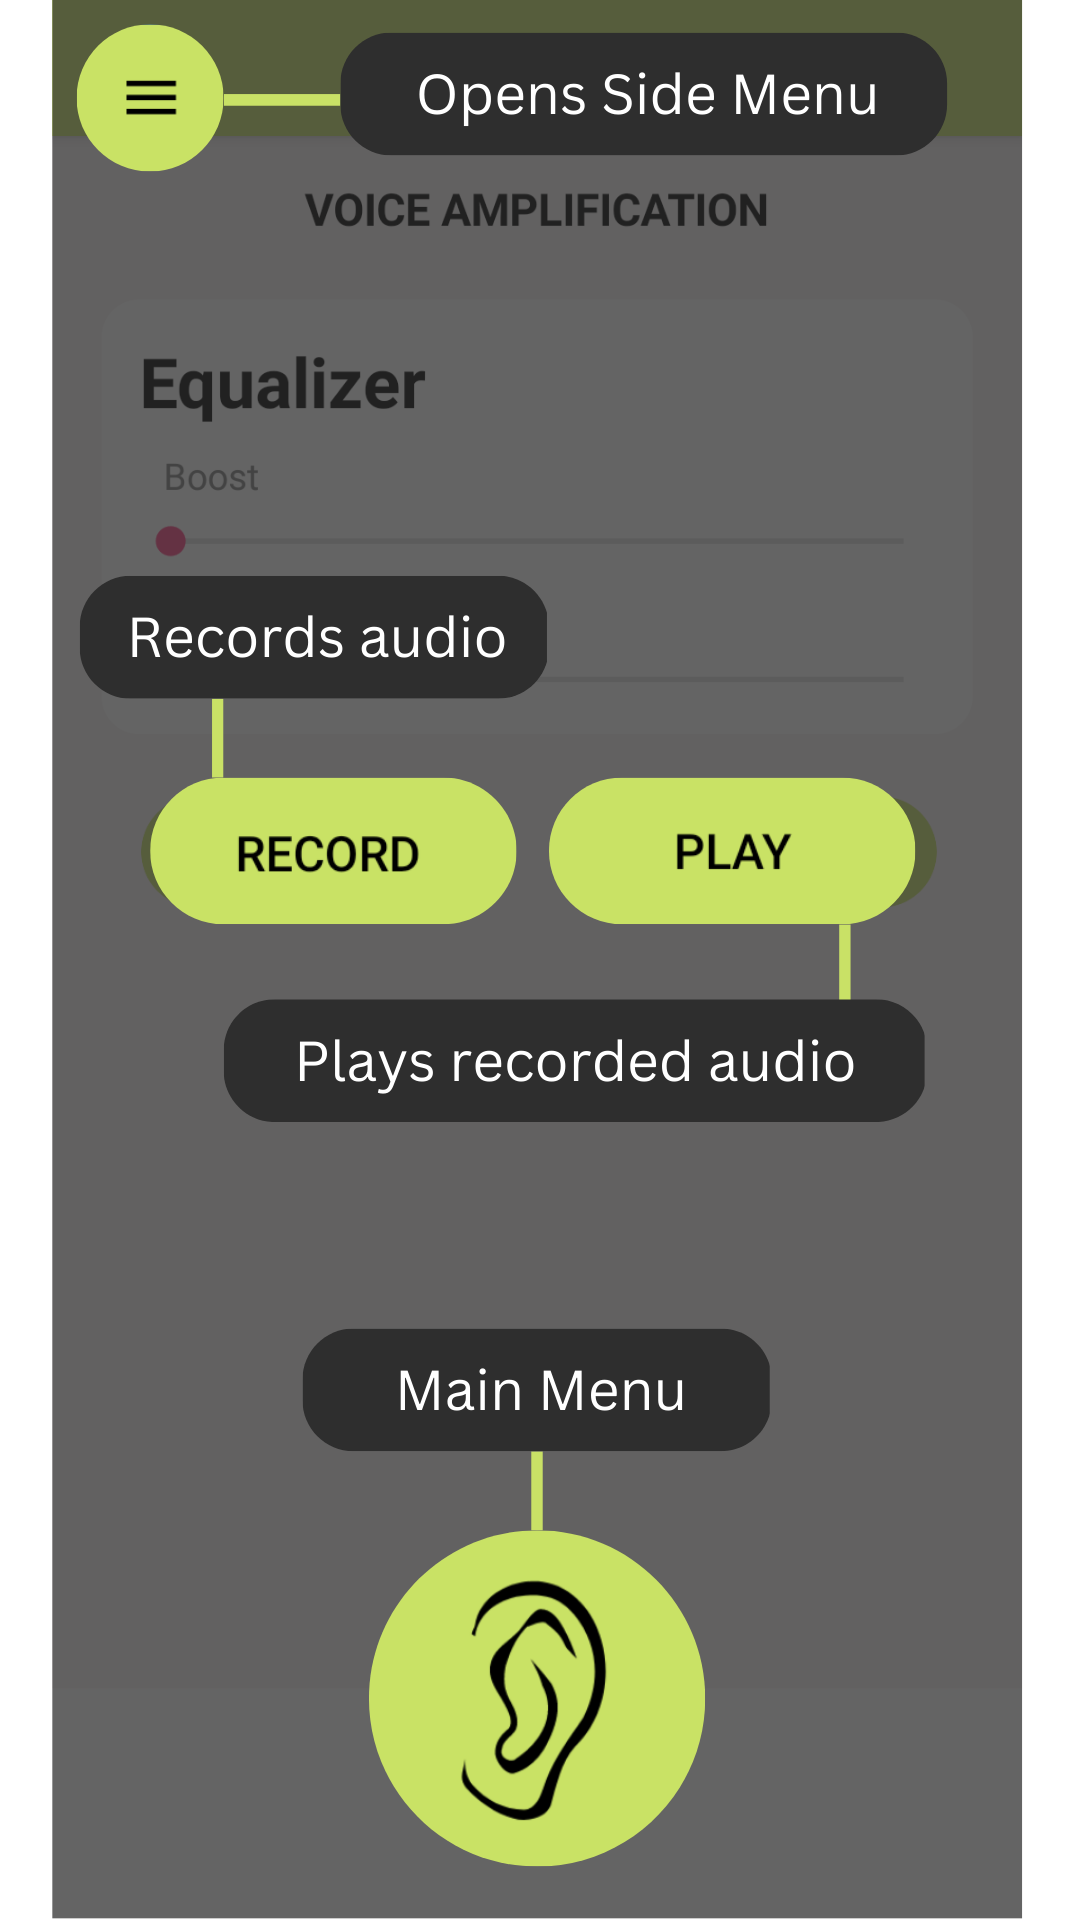 Opens Side Menu
VOICE AMPLIFICATION
Equalizer
Boost
Records audio
RECORD
PLAY
Plays recorded audio
Main Menu